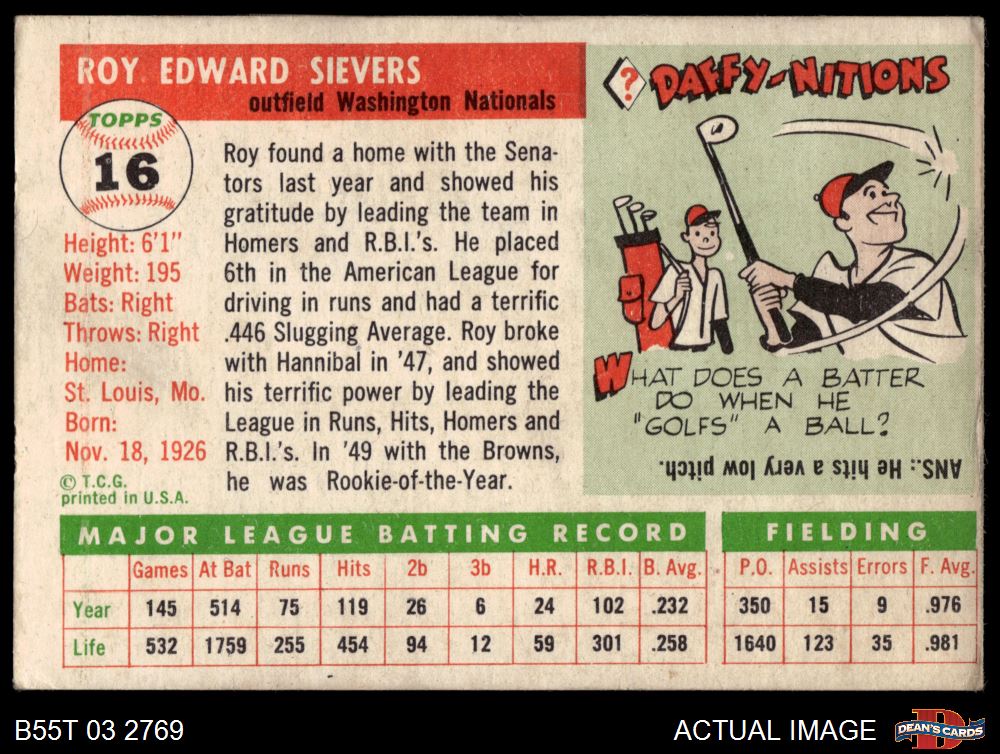 ROY EDWARD SIEVERS
outfield Washington Nationals
TOPPS
16
Height: 6'1"
Weight: 195
Bats: Right
Throws: Right
Home:
St. Louis, Mo.
Born:
Nov. 18, 1926
© T.C.G.
printed in U.S.A.
Roy found a home with the Sena-
tors last year and showed his
gratitude by leading the team in
Homers and R.B.I.'s. He placed
6th in the American League for
driving in runs and had a terrific
.446 Slugging Average. Roy broke
with Hannibal in '47, and showed
his terrific power by leading the
League in Runs, Hits, Homers and
R.B.I.'s. In '49 with the Browns,
he was Rookie-of-the-Year.
? DAFFY-NITIONS
WHAT DOES A BATTER
DO WHEN HE
"GOLFS" A BALL?
ANS.: He hits a very low pitch.
MAJOR LEAGUE BATTING RECORD
Games At Bat Runs Hits 2b 3b H.R. R.B.I. B. Avg.
Year 145 514 75 119 26 6 24 102 .232
Life 532 1759 255 454 94 12 59 301 .258
FIELDING
P.O. Assists Errors F. Avg.
350 15 9 .976
1640 123 35 .981
B55T 03 2769
ACTUAL IMAGE
DEAN'S CARDS